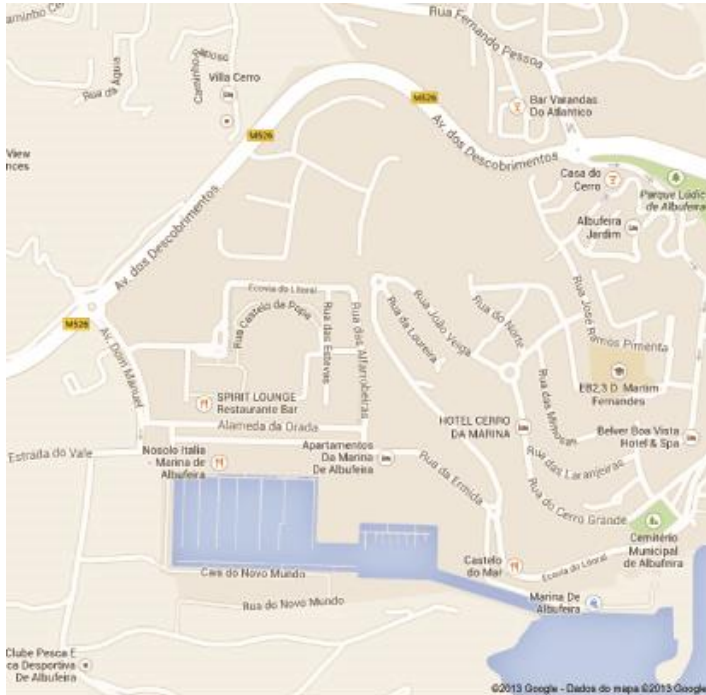 Caminho Ce
Rua da Águia
Caminho
Raposo
Villa Cerro
View
nces
M526
M526
M526
Av. dos Descobrimentos
Av. dos Descobrimentos
Rua Fernando Pessoa
Bar Varandas
Do Atlantico
Casa do
Cerro
Parque Lúdic
de Albufeira
Albufeira
Jardim
Rua José Ramos Pimenta
Ecovia do Litoral
Rua Castelo da Popa
Rua das Estevas
Rua das Alfarrobeiras
Rua da Loureira
Rua João Veiga
Rua do Norte
Av. Dom Manuel
EB2,3 D. Martim
Fernandes
SPIRIT LOUNGE
Restaurante Bar
Alameda da Orada
HOTEL CERRO
DA MARINA
Rua das Mimosas
Belver Boa Vista
Hotel & Spa
Estrada do Vale
Nosolo Italia
- Marina de
Albufeira
Apartamentos
Da Marina
De Albufeira
Rua da Ermida
Rua das Laranjeiras
Rua do Cerro Grande
Cemitério
Municipal
de Albufeira
Castelo
do Mar
Ecovia do Litoral
Cais do Novo Mundo
Rua do Novo Mundo
Marina De
Albufeira
Clube Pesca E
ca Desportiva
De Albufeira
©2013 Google - Dados do mapa ©2013 Google